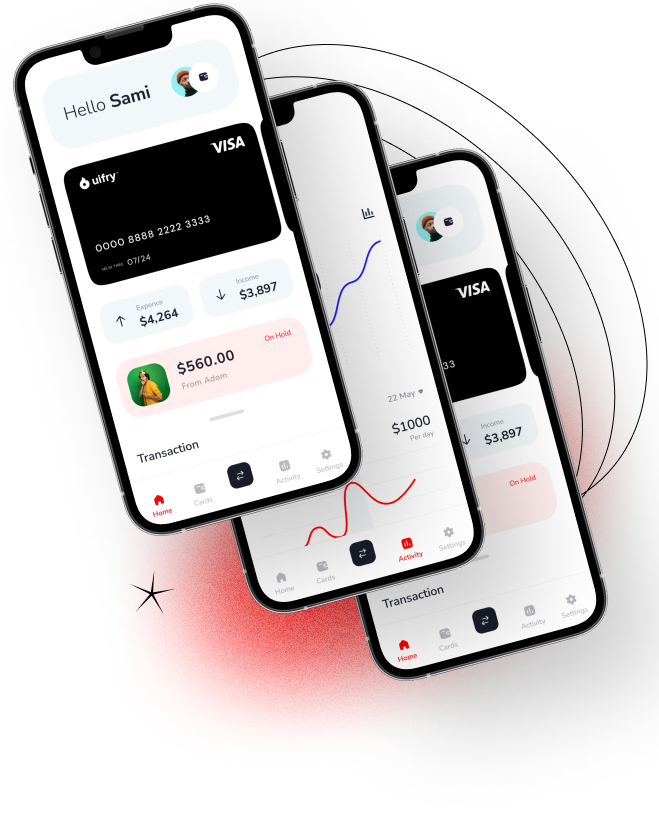 Hello Sami
uifry
VISA
0000 8888 2222 3333
VALID THRU 07/24
Expence
$4,264
Income
$3,897
$560.00
From Adom
On Hold
Transaction
Home
Cards
Activity
Settings
22 May
$1000
Per day
Home
Cards
Activity
Settings
VISA
33
Income
$3,897
On Hold
Transaction
Home
Cards
Activity
Settings